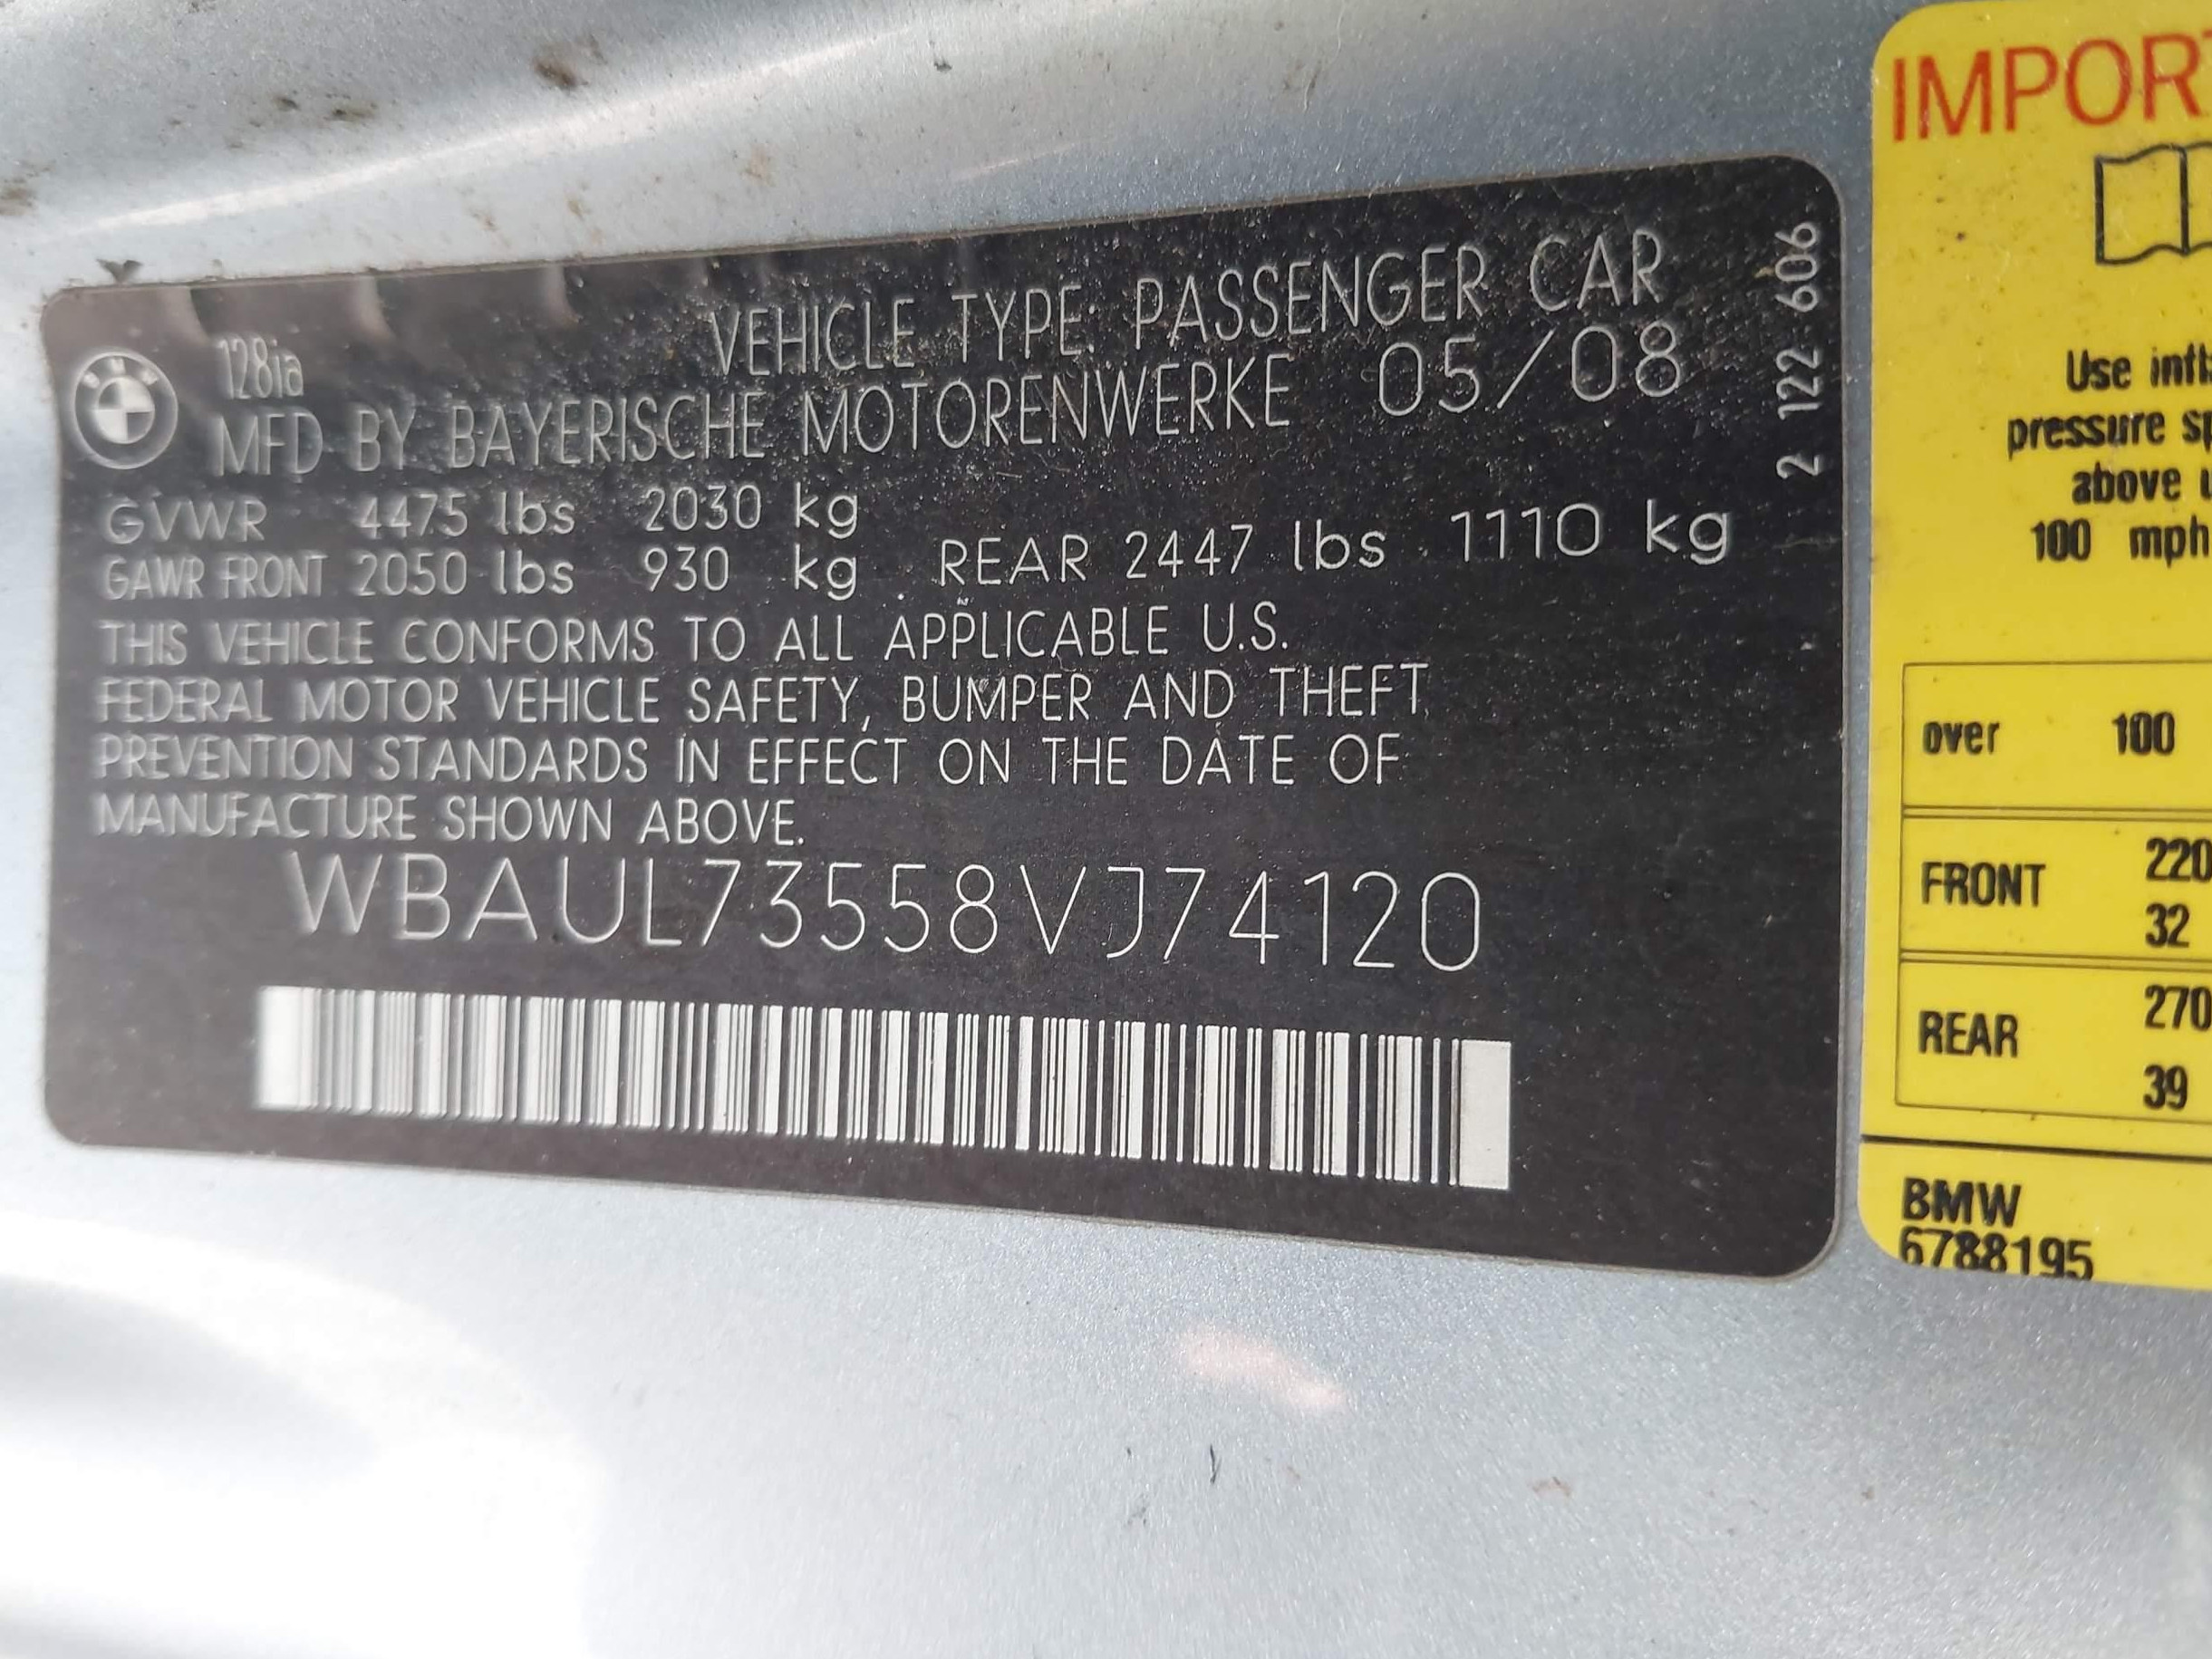 BMW
128ia
VEHICLE TYPE: PASSENGER CAR
MFD BY BAYERISCHE MOTORENWERKE 05/08
GVWR 4475 lbs 2030 kg
GAWR FRONT 2050 lbs 930 kg REAR 2447 lbs 1110 kg
THIS VEHICLE CONFORMS TO ALL APPLICABLE U.S.
FEDERAL MOTOR VEHICLE SAFETY, BUMPER AND THEFT
PREVENTION STANDARDS IN EFFECT ON THE DATE OF
MANUFACTURE SHOWN ABOVE.
WBAUL73558VJ74120
2 122 606
Use
pressure
above
100 mph
over 100
FRONT 220
32
REAR 270
39
BMW
6788195